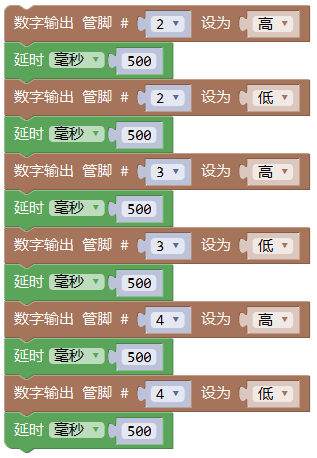 数字输出 管脚 # 2 设为 高
延时 毫秒 500
数字输出 管脚 # 2 设为 低
延时 毫秒 500
数字输出 管脚 # 3 设为 高
延时 毫秒 500
数字输出 管脚 # 3 设为 低
延时 毫秒 500
数字输出 管脚 # 4 设为 高
延时 毫秒 500
数字输出 管脚 # 4 设为 低
延时 毫秒 500